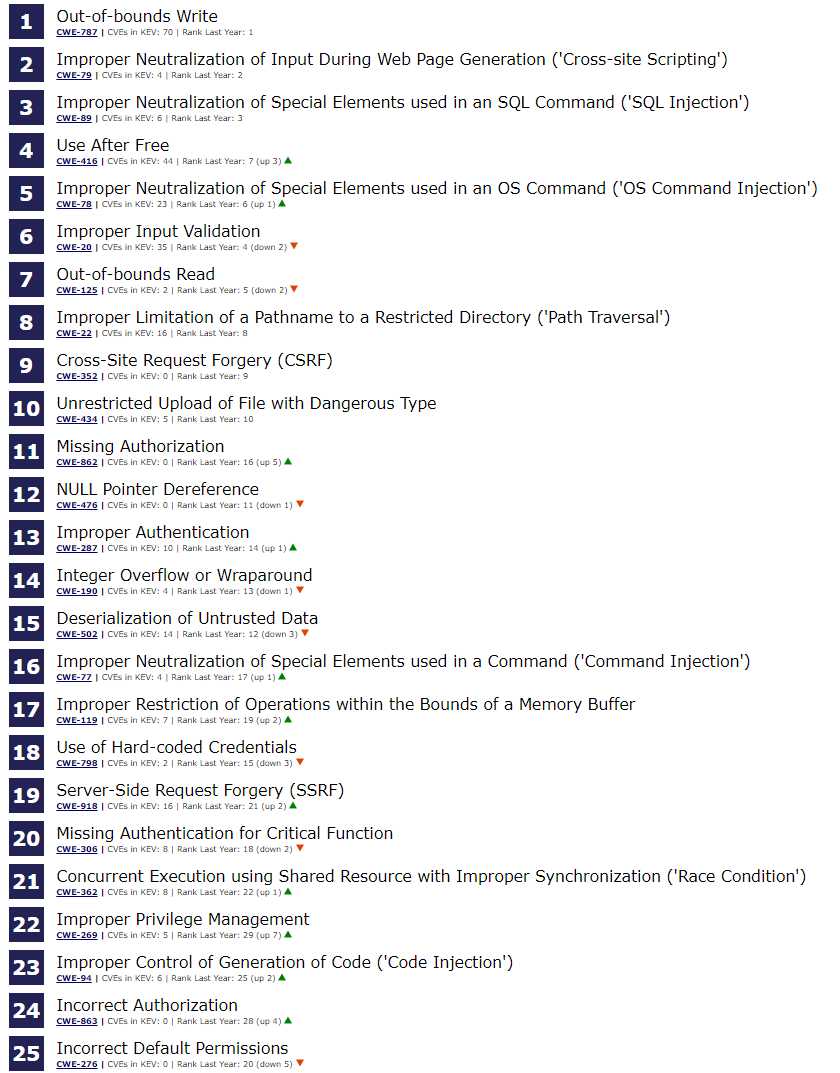 1 Out-of-bounds Write
CWE-787 | CVEs in KEV: 70 | Rank Last Year: 1
2 Improper Neutralization of Input During Web Page Generation ('Cross-site Scripting')
CWE-79 | CVEs in KEV: 4 | Rank Last Year: 2
3 Improper Neutralization of Special Elements used in an SQL Command ('SQL Injection')
CWE-89 | CVEs in KEV: 6 | Rank Last Year: 3
4 Use After Free
CWE-416 | CVEs in KEV: 44 | Rank Last Year: 7 (up 3) ▲
5 Improper Neutralization of Special Elements used in an OS Command ('OS Command Injection')
CWE-78 | CVEs in KEV: 23 | Rank Last Year: 6 (up 1) ▲
6 Improper Input Validation
CWE-20 | CVEs in KEV: 35 | Rank Last Year: 4 (down 2) ▼
7 Out-of-bounds Read
CWE-125 | CVEs in KEV: 2 | Rank Last Year: 5 (down 2) ▼
8 Improper Limitation of a Pathname to a Restricted Directory ('Path Traversal')
CWE-22 | CVEs in KEV: 16 | Rank Last Year: 8
9 Cross-Site Request Forgery (CSRF)
CWE-352 | CVEs in KEV: 0 | Rank Last Year: 9
10 Unrestricted Upload of File with Dangerous Type
CWE-434 | CVEs in KEV: 5 | Rank Last Year: 10
11 Missing Authorization
CWE-862 | CVEs in KEV: 0 | Rank Last Year: 16 (up 5) ▲
12 NULL Pointer Dereference
CWE-476 | CVEs in KEV: 0 | Rank Last Year: 11 (down 1) ▼
13 Improper Authentication
CWE-287 | CVEs in KEV: 10 | Rank Last Year: 14 (up 1) ▲
14 Integer Overflow or Wraparound
CWE-190 | CVEs in KEV: 4 | Rank Last Year: 13 (down 1) ▼
15 Deserialization of Untrusted Data
CWE-502 | CVEs in KEV: 14 | Rank Last Year: 12 (down 3) ▼
16 Improper Neutralization of Special Elements used in a Command ('Command Injection')
CWE-77 | CVEs in KEV: 4 | Rank Last Year: 17 (up 1) ▲
17 Improper Restriction of Operations within the Bounds of a Memory Buffer
CWE-119 | CVEs in KEV: 7 | Rank Last Year: 19 (up 2) ▲
18 Use of Hard-coded Credentials
CWE-798 | CVEs in KEV: 2 | Rank Last Year: 15 (down 3) ▼
19 Server-Side Request Forgery (SSRF)
CWE-918 | CVEs in KEV: 16 | Rank Last Year: 21 (up 2) ▲
20 Missing Authentication for Critical Function
CWE-306 | CVEs in KEV: 8 | Rank Last Year: 18 (down 2) ▼
21 Concurrent Execution using Shared Resource with Improper Synchronization ('Race Condition')
CWE-362 | CVEs in KEV: 8 | Rank Last Year: 22 (up 1) ▲
22 Improper Privilege Management
CWE-269 | CVEs in KEV: 5 | Rank Last Year: 29 (up 7) ▲
23 Improper Control of Generation of Code ('Code Injection')
CWE-94 | CVEs in KEV: 6 | Rank Last Year: 25 (up 2) ▲
24 Incorrect Authorization
CWE-863 | CVEs in KEV: 0 | Rank Last Year: 28 (up 4) ▲
25 Incorrect Default Permissions
CWE-276 | CVEs in KEV: 0 | Rank Last Year: 20 (down 5) ▼